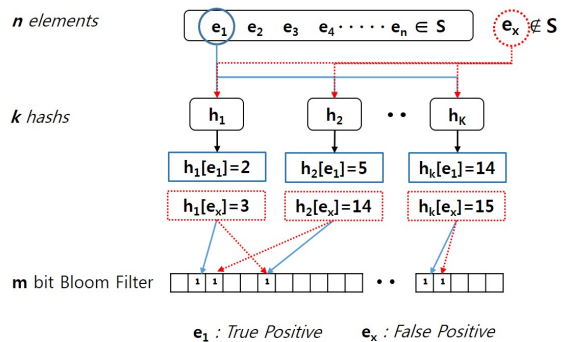 n elements e1 e2 e3 e4 ····· en ∈ S ex ∉ S
k hashs h1 h2 ·· hK
h1[e1]=2 h2[e1]=5 hk[e1]=14
h1[ex]=3 h2[ex]=14 hk[ex]=15
m bit Bloom Filter 1 1 1 ·· 1 1
e1 : True Positive ex : False Positive